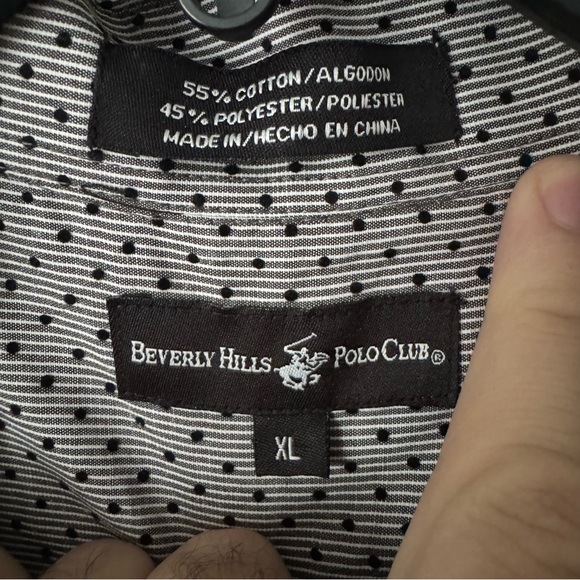 55% COTTON/ALGODON
45% POLYESTER/POLIESTER
MADE IN/HECHO EN CHINA
BEVERLY HILLS POLO CLUB®
XL